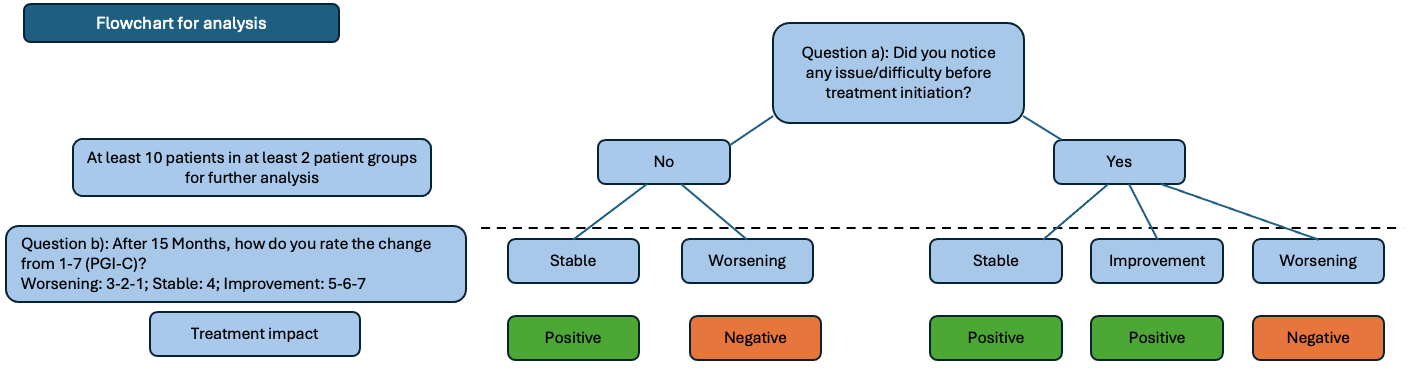 Flowchart for analysis
Question a): Did you notice
any issue/difficulty before
treatment initiation?
At least 10 patients in at least 2 patient groups
for further analysis
No
Yes
Question b): After 15 Months, how do you rate the change
from 1-7 (PGI-C)?
Worsening: 3-2-1; Stable: 4; Improvement: 5-6-7
Stable
Worsening
Stable
Improvement
Worsening
Treatment impact
Positive
Negative
Positive
Positive
Negative